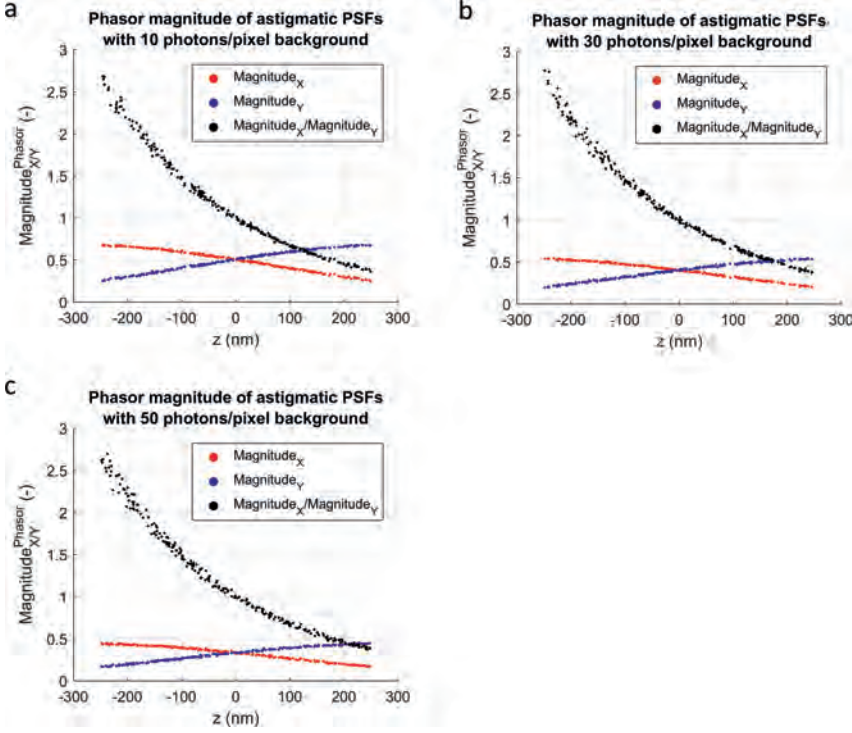 a
Phasor magnitude of astigmatic PSFs
with 10 photons/pixel background
Magnitude_X
Magnitude_Y
Magnitude_X/Magnitude_Y
3
2.5
2
1.5
1
0.5
0
Magnitude^Phasor_X/Y (-)
-300 -200 -100 0 100 200 300
z (nm)
b
Phasor magnitude of astigmatic PSFs
with 30 photons/pixel background
Magnitude_X
Magnitude_Y
Magnitude_X/Magnitude_Y
3
2.5
2
1.5
1
0.5
0
Magnitude^Phasor_X/Y (-)
-300 -200 -100 0 100 200 300
z (nm)
c
Phasor magnitude of astigmatic PSFs
with 50 photons/pixel background
Magnitude_X
Magnitude_Y
Magnitude_X/Magnitude_Y
3
2.5
2
1.5
1
0.5
0
Magnitude^Phasor_X/Y (-)
-300 -200 -100 0 100 200 300
z (nm)